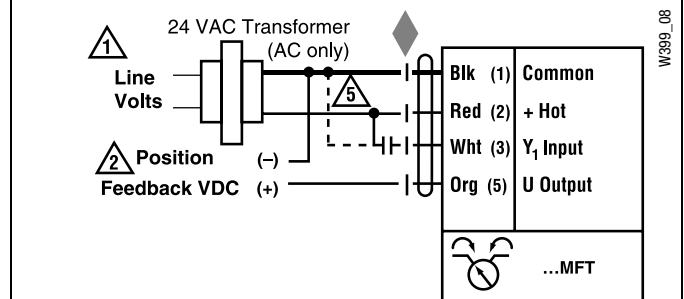 24 VAC Transformer
(AC only)
1
Line
Volts
5
2
Position (–)
Feedback VDC (+)
Blk (1) Common
Red (2) + Hot
Wht (3) Y1 Input
Org (5) U Output
...MFT
W399_08